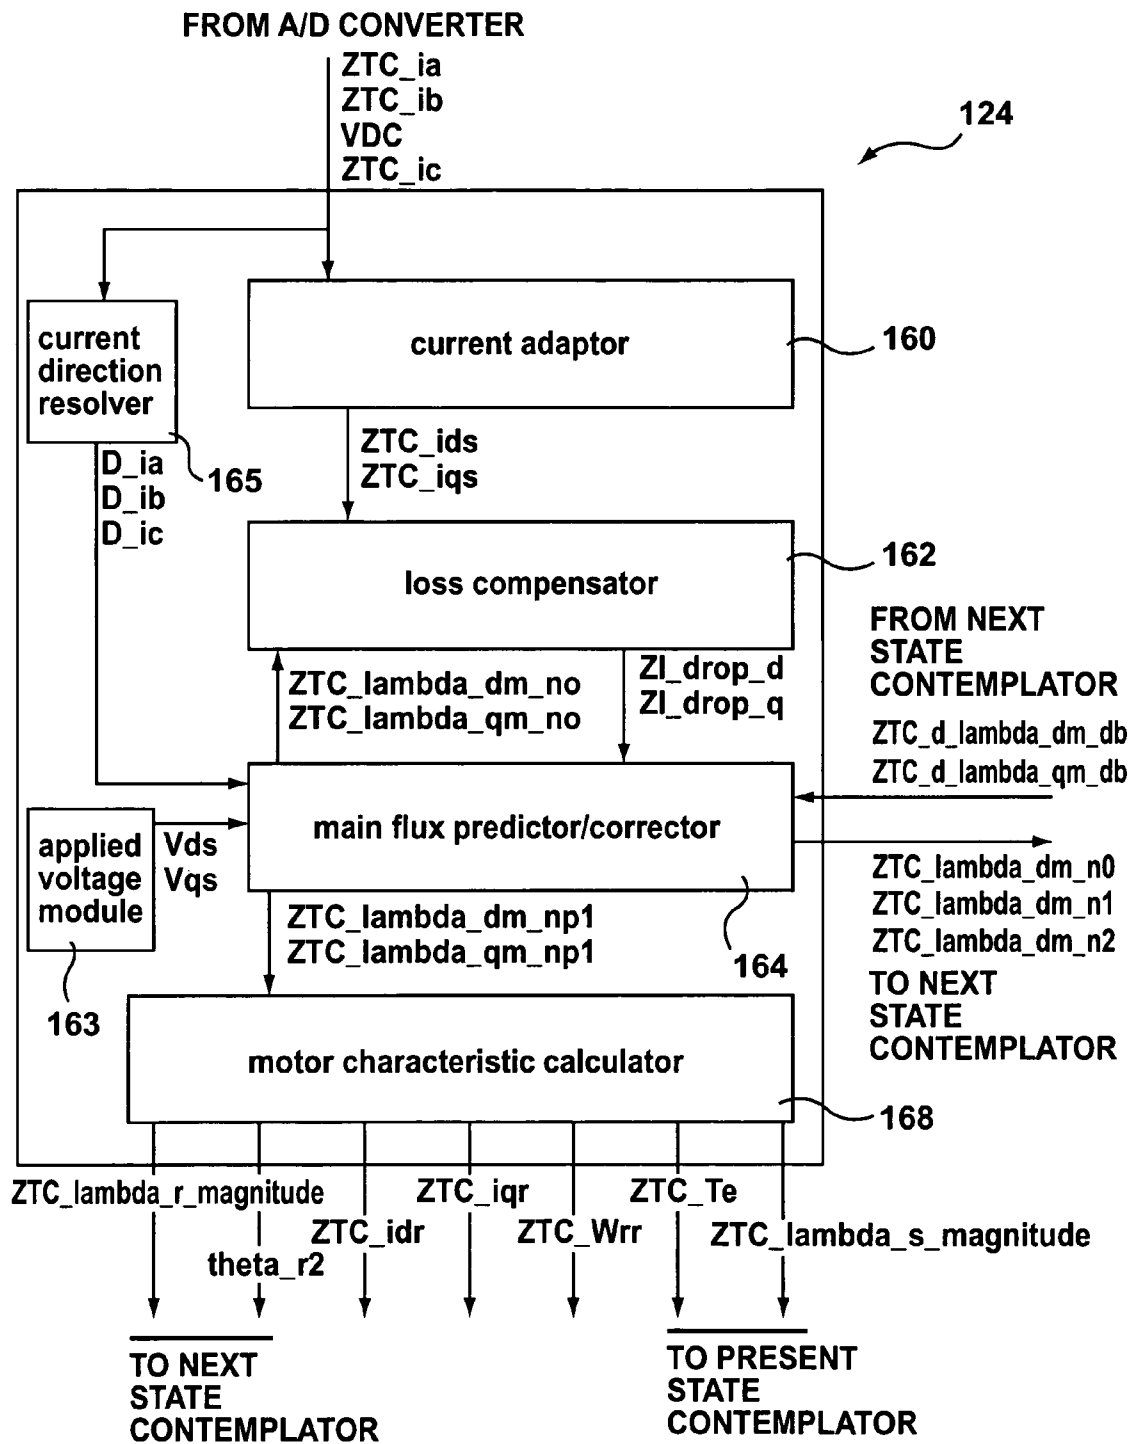 FROM A/D CONVERTER
ZTC_ia
ZTC_ib
VDC
ZTC_ic
124
current
direction
resolver
current adaptor
160
165
D_ia
D_ib
D_ic
ZTC_ids
ZTC_iqs
162
loss compensator
FROM NEXT
STATE
CONTEMPLATOR
ZTC_lambda_dm_no
ZTC_lambda_qm_no
ZI_drop_d
ZI_drop_q
ZTC_d_lambda_dm_db
ZTC_d_lambda_qm_db
applied
voltage
module
Vds
Vqs
main flux predictor/corrector
ZTC_lambda_dm_n0
ZTC_lambda_dm_n1
ZTC_lambda_dm_n2
ZTC_lambda_dm_np1
ZTC_lambda_qm_np1
164
163
TO NEXT
STATE
CONTEMPLATOR
motor characteristic calculator
168
ZTC_lambda_r_magnitude
theta_r2
ZTC_idr
ZTC_iqr
ZTC_Wrr
ZTC_Te
ZTC_lambda_s_magnitude
TO NEXT
STATE
CONTEMPLATOR
TO PRESENT
STATE
CONTEMPLATOR